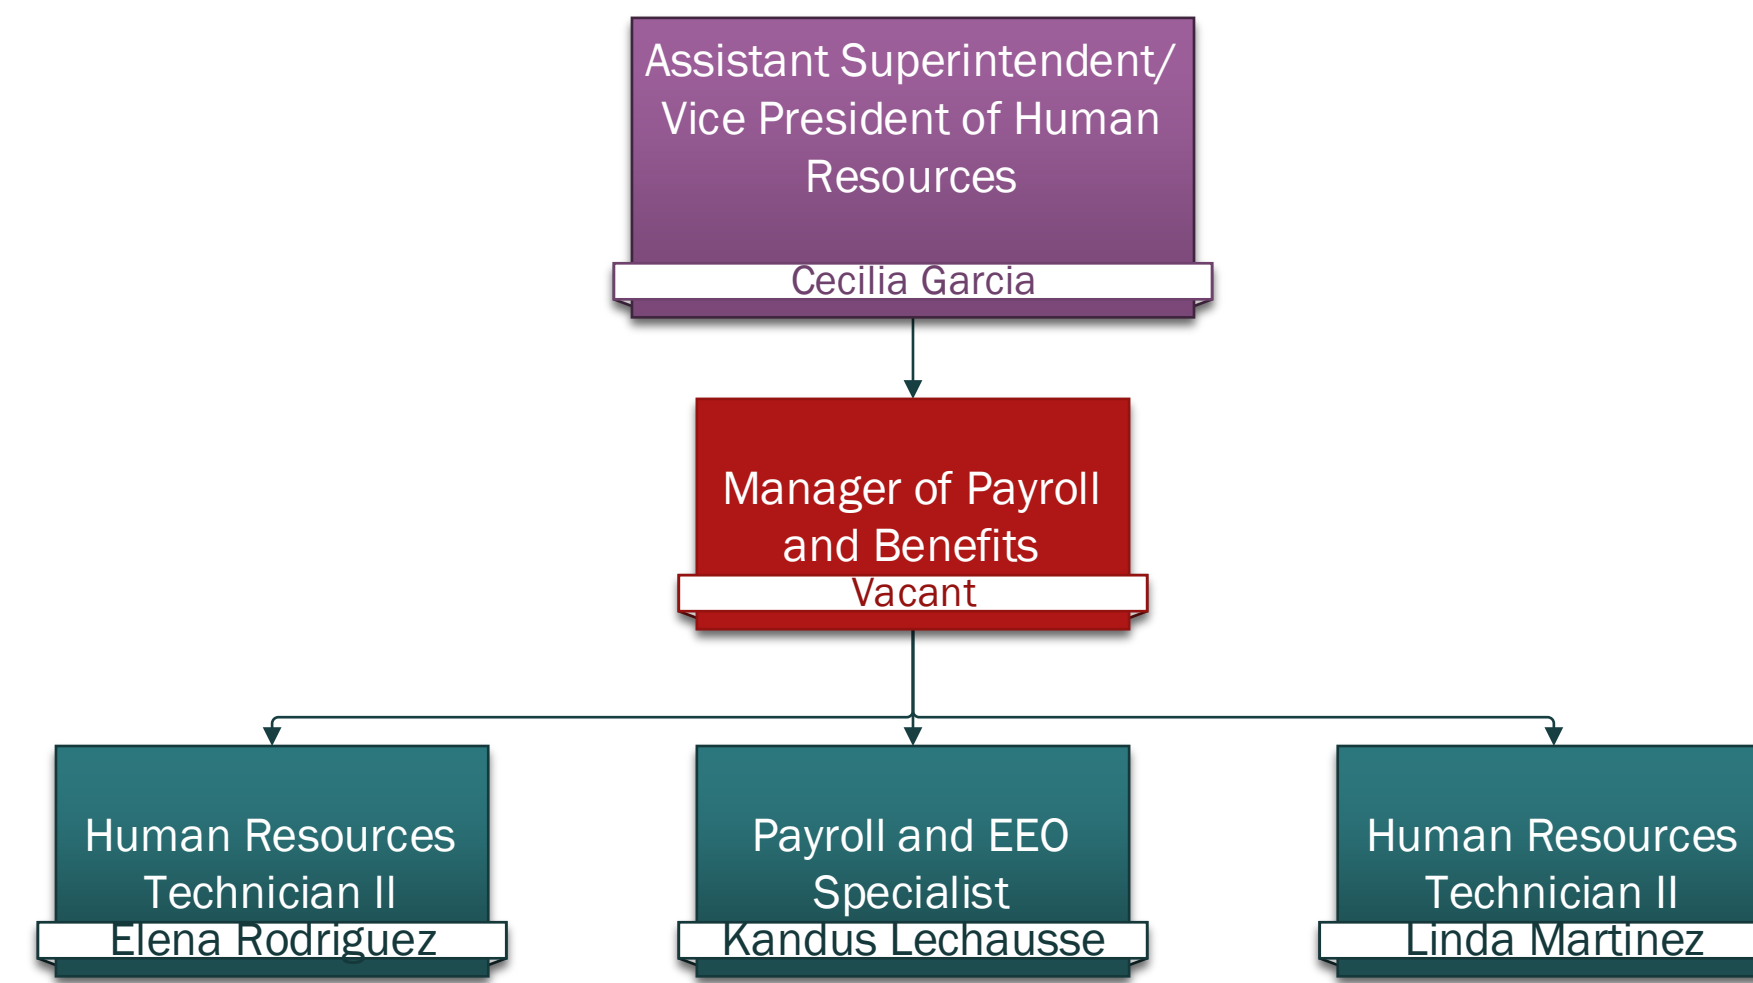 Assistant Superintendent/
Vice President of Human
Resources
Cecilia Garcia
Manager of Payroll
and Benefits
Vacant
Human Resources
Technician II
Elena Rodriguez
Payroll and EEO
Specialist
Kandus Lechausse
Human Resources
Technician II
Linda Martinez